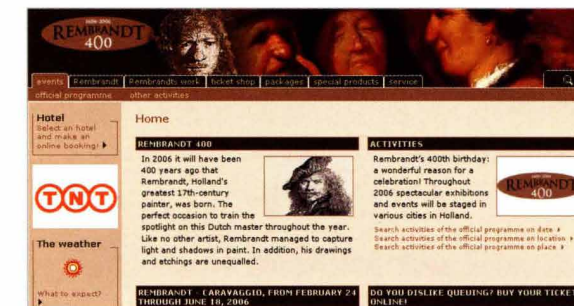 1606-2006
REMBRANDT
400
events Rembrandt Rembrandts work ticket shop packages special products service
official programme other activities
Hotel
Select an hotel
and make an
online booking!
TNT
The weather
What to expect?
Home
REMBRANDT 400
In 2006 it will have been
400 years ago that
Rembrandt, Holland's
greatest 17th-century
painter, was born. The
perfect occasion to train the
spotlight on this Dutch master throughout the year.
Like no other artist, Rembrandt managed to capture
light and shadows in paint. In addition, his drawings
and etchings are unequalled.
ACTIVITIES
Rembrandt's 400th birthday:
a wonderful reason for a
celebration! Throughout
2006 spectacular exhibitions
and events will be staged in
various cities in Holland.
REMBRANDT
400
Search activities of the official programme on date
Search activities of the official programme on location
Search activities of the official programme on place
REMBRANDT - CARAVAGGIO, FROM FEBRUARY 24
THROUGH JUNE 18, 2006
DO YOU DISLIKE QUEUING? BUY YOUR TICKET
ONLINE!